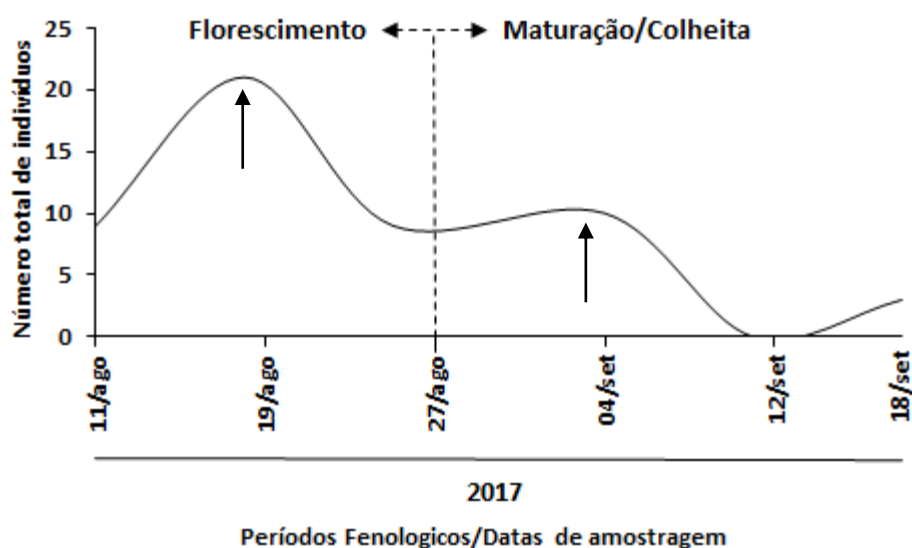 Florescimento Maturação/Colheita
Número total de indivíduos
25
20
15
10
5
0
11/ago
19/ago
27/ago
04/set
12/set
18/set
2017
Períodos Fenologicos/Datas de amostragem